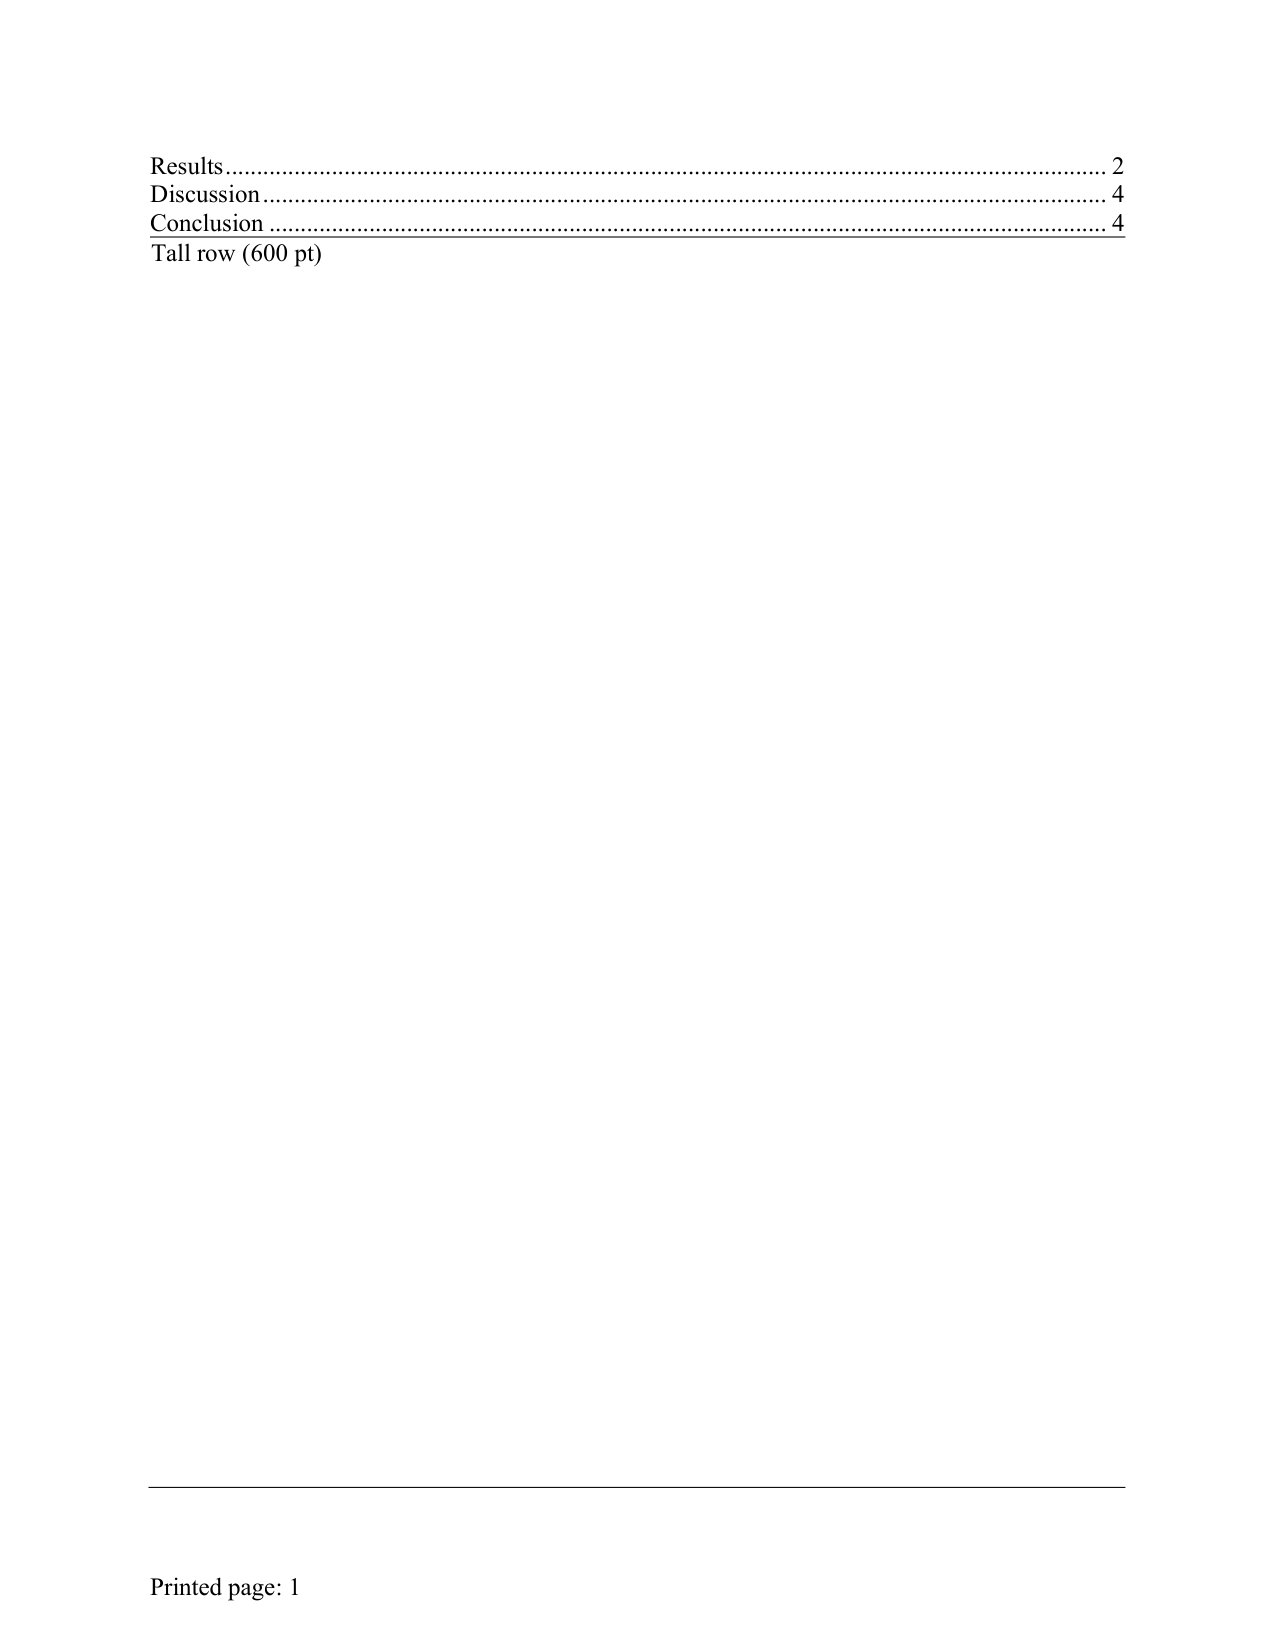 Results........................................................................................................................................... 2
Discussion..................................................................................................................................... 4
Conclusion .................................................................................................................................... 4
Tall row (600 pt)
Printed page: 1